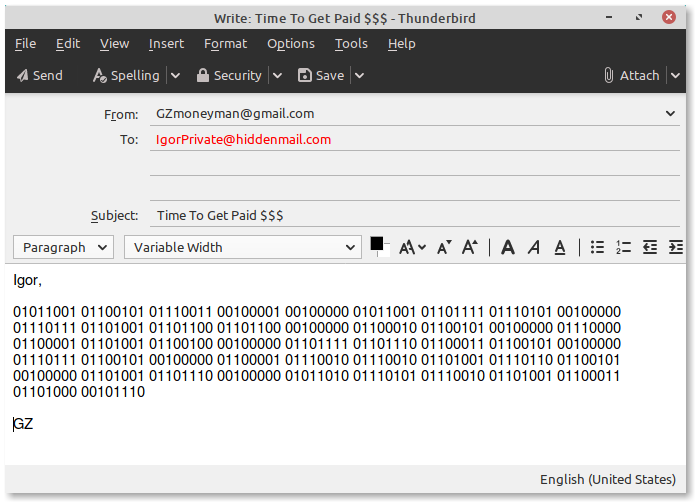 Write: Time To Get Paid $$$ - Thunderbird
File Edit View Insert Format Options Tools Help
Send Spelling Security Save Attach
From: GZmoneyman@gmail.com
To: IgorPrivate@hiddenmail.com
Subject: Time To Get Paid $$$
Paragraph Variable Width
Igor,
01011001 01100101 01110011 00100001 00100000 01011001 01101111 01110101 00100000
01110111 01101001 01101100 01101100 00100000 01100010 01100101 00100000 01110000
01100001 01101001 01100100 00100000 01101111 01101110 01100011 01100101 00100000
01110111 01100101 00100000 01100001 01110010 01110010 01101001 01110110 01100101
00100000 01101001 01101110 00100000 01011010 01110101 01110010 01101001 01100011
01101000 00101110
GZ
English (United States)